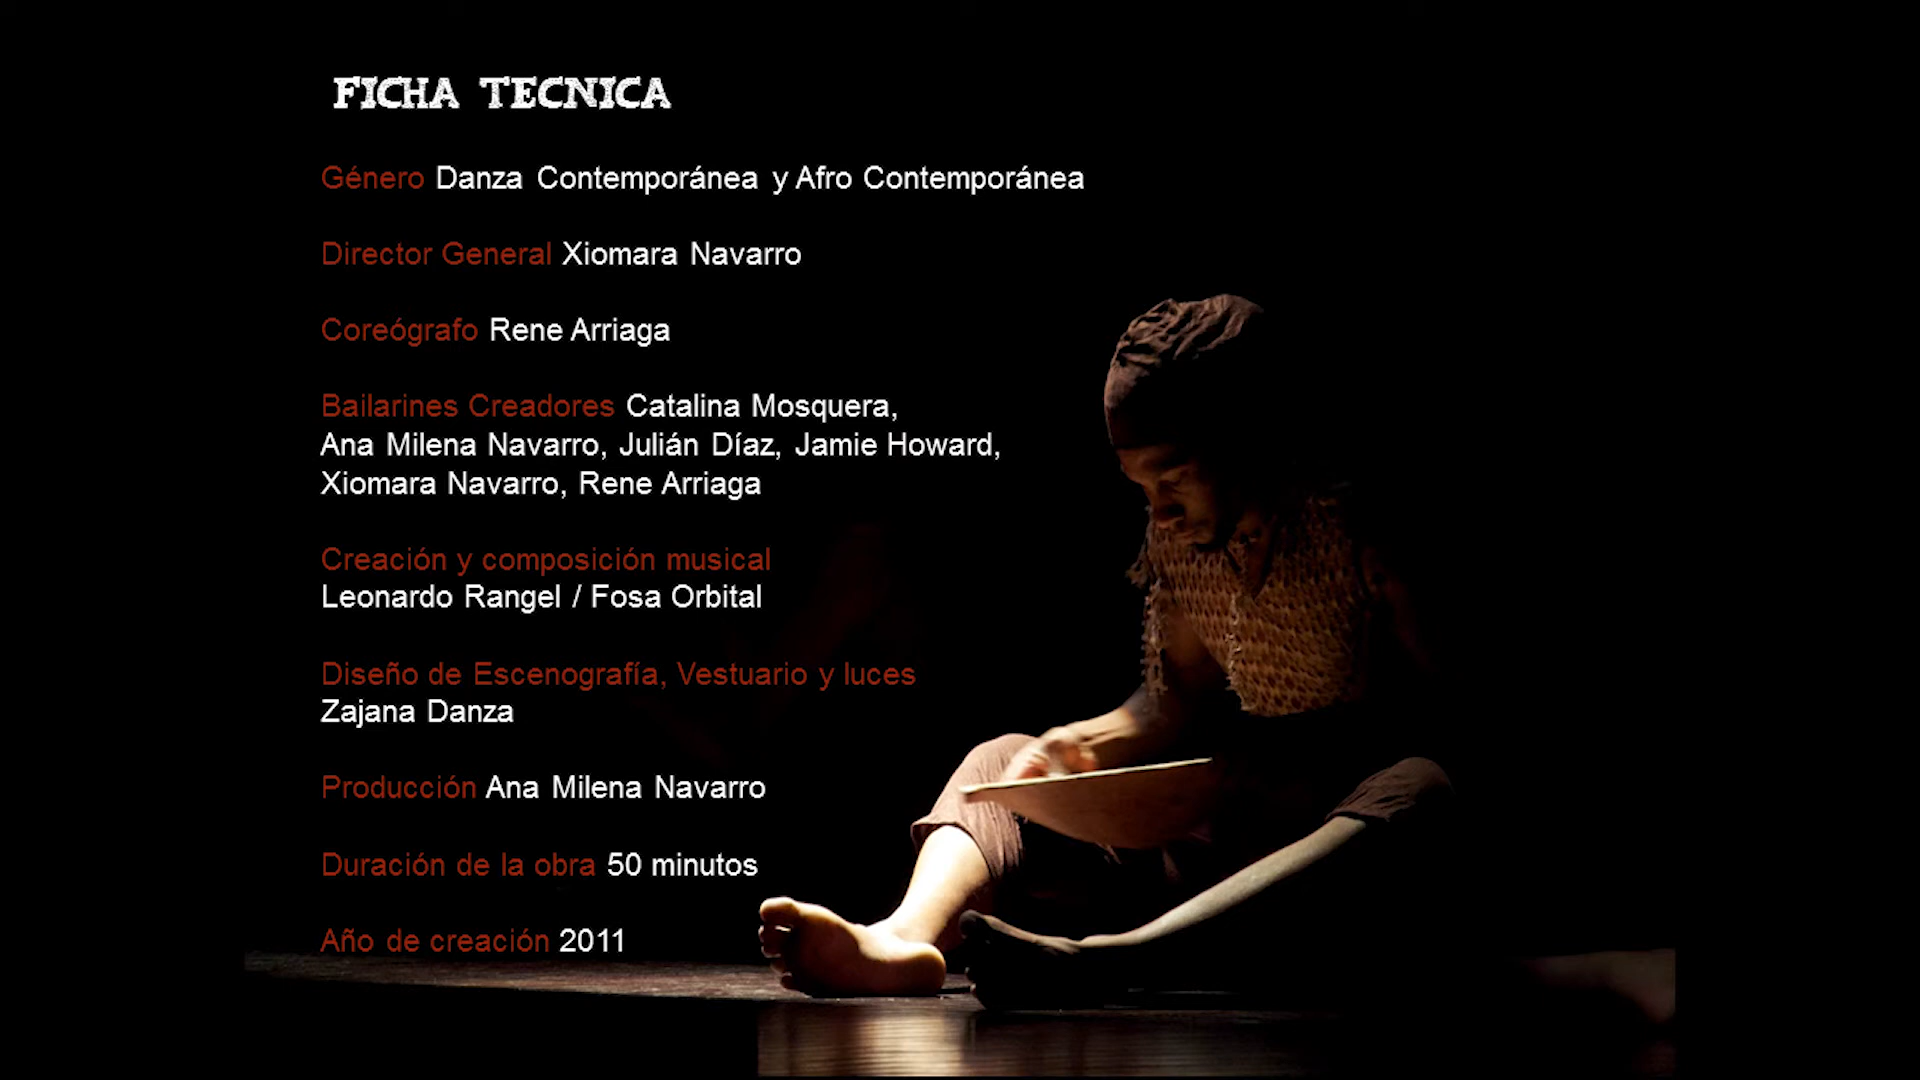 FICHA TECNICA
Género Danza Contemporánea y Afro Contemporánea
Director General Xiomara Navarro
Coreógrafo Rene Arriaga
Bailarines Creadores Catalina Mosquera,
Ana Milena Navarro, Julián Díaz, Jamie Howard,
Xiomara Navarro, Rene Arriaga
Creación y composición musical
Leonardo Rangel / Fosa Orbital
Diseño de Escenografía, Vestuario y luces
Zajana Danza
Producción Ana Milena Navarro
Duración de la obra 50 minutos
Año de creación 2011